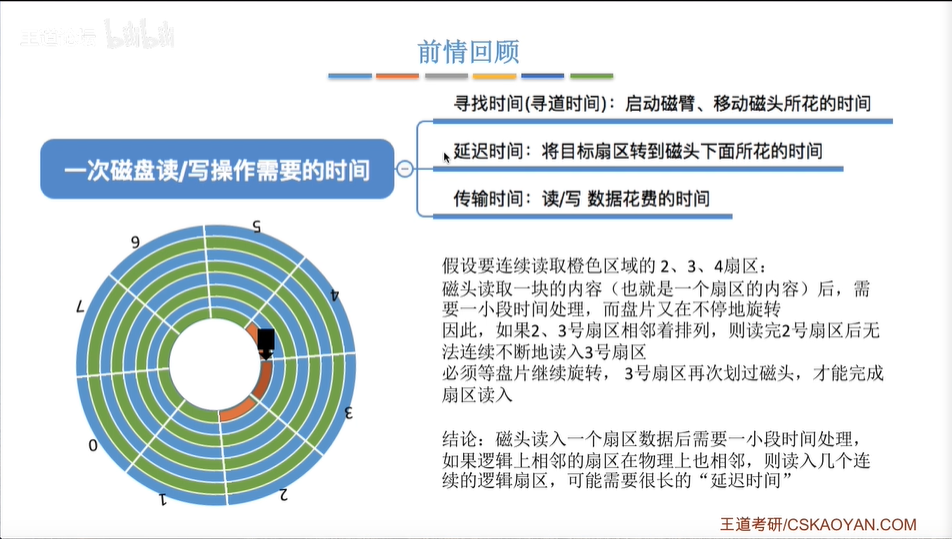 前情回顾
寻找时间(寻道时间)：启动磁臂、移动磁头所花的时间
一次磁盘读/写操作需要的时间
延迟时间：将目标扇区转到磁头下面所花的时间
传输时间：读/写 数据花费的时间
5
6
4
7
3
0
2
1
假设要连续读取橙色区域的 2、3、4扇区：
磁头读取一块的内容（也就是一个扇区的内容）后，需
要一小段时间处理，而盘片又在不停地旋转
因此，如果2、3号扇区相邻着排列，则读完2号扇区后无
法连续不断地读入3号扇区
必须等盘片继续旋转， 3号扇区再次划过磁头，才能完成
扇区读入
结论：磁头读入一个扇区数据后需要一小段时间处理，
如果逻辑上相邻的扇区在物理上也相邻，则读入几个连
续的逻辑扇区，可能需要很长的“延迟时间”
王道考研/CSKAOYAN.COM